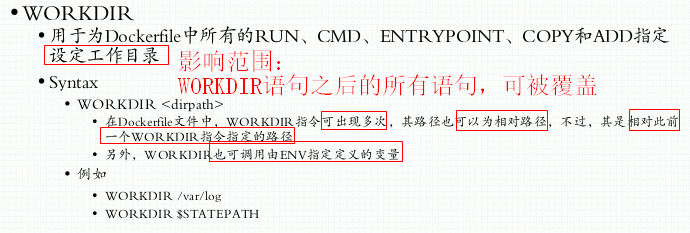 • WORKDIR
• 用于为Dockerfile中所有的RUN、CMD、ENTRYPOINT、COPY和ADD指定
设定工作目录
影响范围:
WORKDIR语句之后的所有语句，可被覆盖
• Syntax
• WORKDIR <dirpath>
• 在Dockerfile文件中，WORKDIR指令可出现多次，其路径也可以为相对路径，不过，其是相对此前
一个WORKDIR指令指定的路径
• 另外，WORKDIR也可调用由ENV指定定义的变量
• 例如
• WORKDIR /var/log
• WORKDIR $STATEPATH